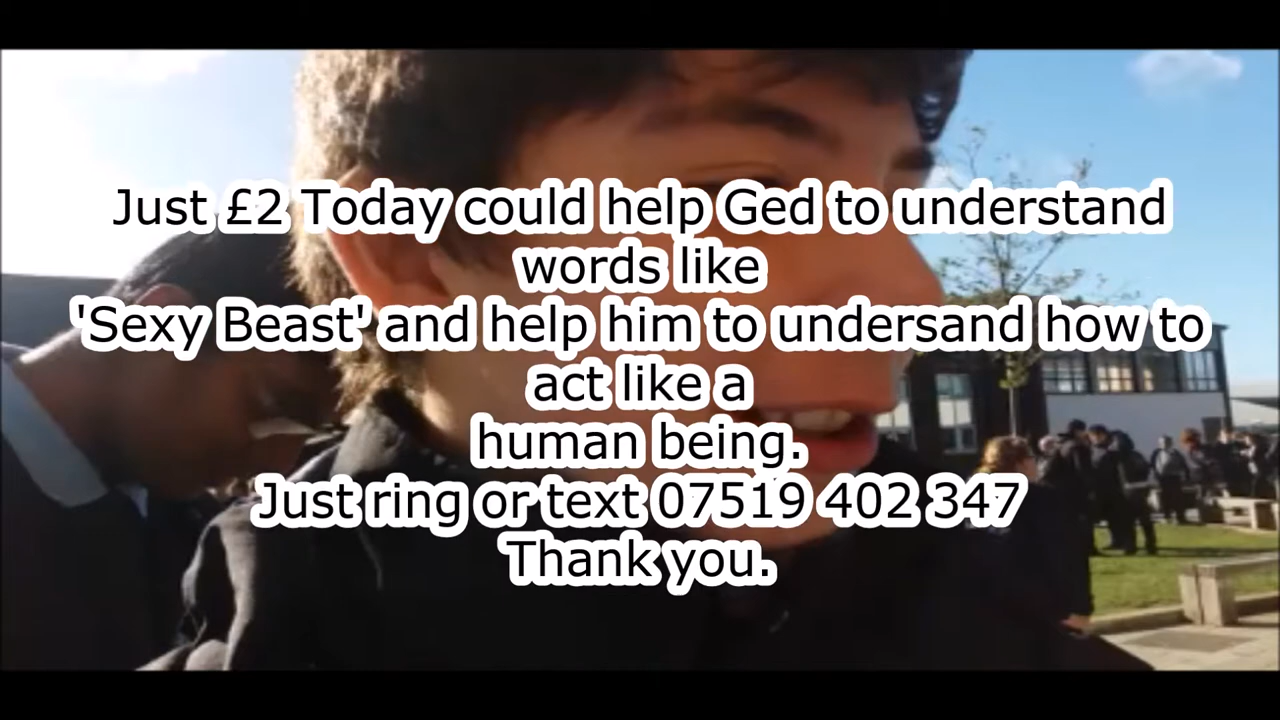 Just £2 Today could help Ged to understand
words like
'Sexy Beast' and help him to undersand how to
act like a
human being.
Just ring or text 07519 402 347
Thank you.